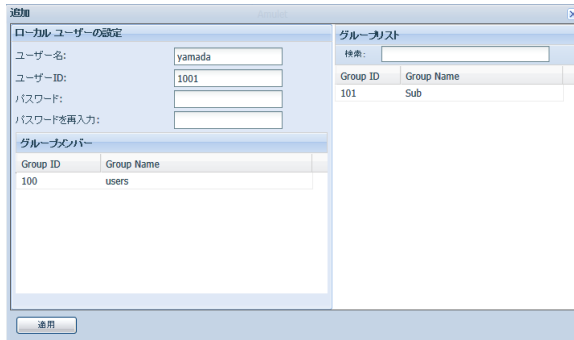 追加
ローカル ユーザーの設定
ユーザー名: yamada
ユーザーID: 1001
パスワード:
パスワードを再入力:
グループメンバー
Group ID Group Name
100 users
グループリスト
検索:
Group ID Group Name
101 Sub
適用